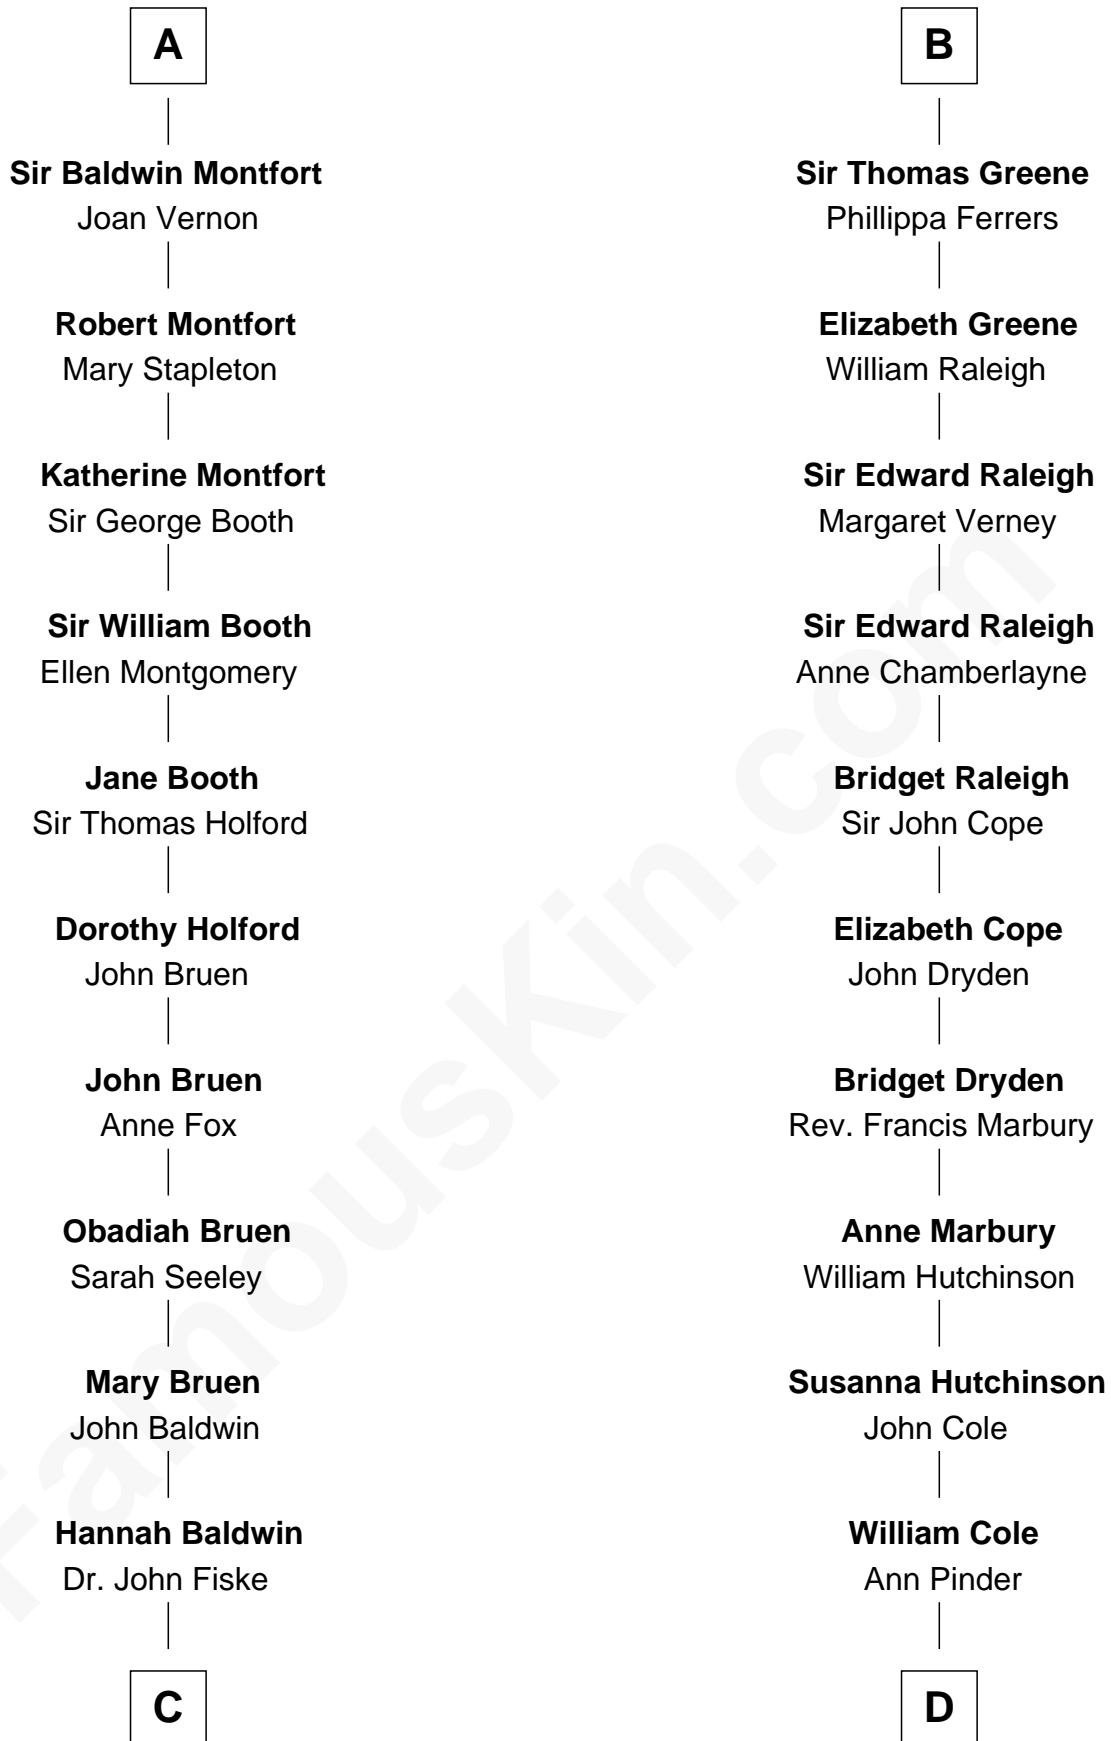 A
Sir Baldwin Montfort
Joan Vernon
Robert Montfort
Mary Stapleton
Katherine Montfort
Sir George Booth
Sir William Booth
Ellen Montgomery
Jane Booth
Sir Thomas Holford
Dorothy Holford
John Bruen
John Bruen
Anne Fox
Obadiah Bruen
Sarah Seeley
Mary Bruen
John Baldwin
Hannah Baldwin
Dr. John Fiske
C
B
Sir Thomas Greene
Phillippa Ferrers
Elizabeth Greene
William Raleigh
Sir Edward Raleigh
Margaret Verney
Sir Edward Raleigh
Anne Chamberlayne
Bridget Raleigh
Sir John Cope
Elizabeth Cope
John Dryden
Bridget Dryden
Rev. Francis Marbury
Anne Marbury
William Hutchinson
Susanna Hutchinson
John Cole
William Cole
Ann Pinder
D
FamousKin.com